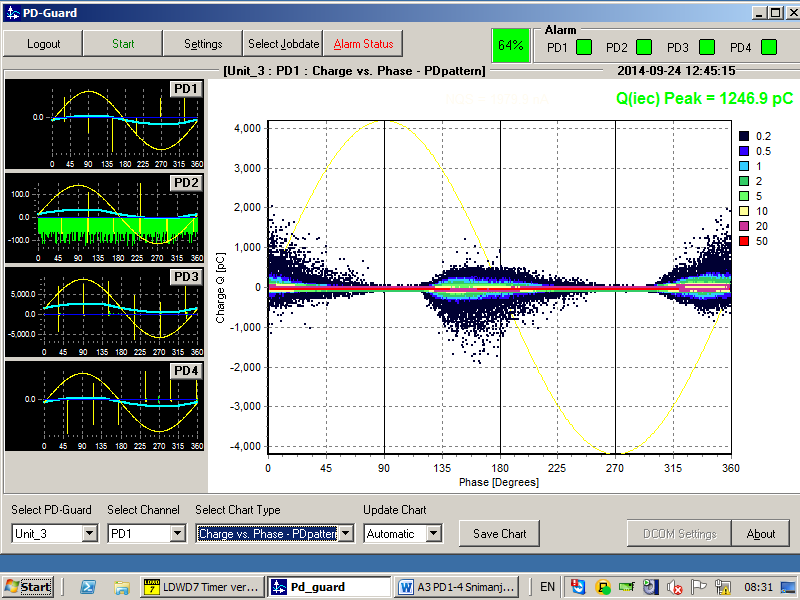 PD-Guard
Logout Start Settings Select Jobdate Alarm Status 64% Alarm
PD1 PD2 PD3 PD4
[Unit_3 : PD1 : Charge vs. Phase - PDpattern] 2014-09-24 12:45:15
Q(iec) Peak = 1246.9 pC
PD1
0.0
0 45 90 135 180 225 270 315 360
PD2
100.0
0.0
-100.0
0 45 90 135 180 225 270 315 360
PD3
5,000.0
0.0
-5,000.0
0 45 90 135 180 225 270 315 360
PD4
0.0
0 45 90 135 180 225 270 315 360
Charge Q [pC]
4,000
3,000
2,000
1,000
0
-1,000
-2,000
-3,000
-4,000
0 45 90 135 180 225 270 315 360
Phase [Degrees]
0.2
0.5
1
2
5
10
20
50
Select PD-Guard Select Channel Select Chart Type Update Chart
Unit_3 PD1 Charge vs. Phase - PDpattern Automatic Save Chart DCOM Settings About
Start LDWD7 Timer ver... Pd_guard A3 PD1-4 Snimanj... EN 08:31